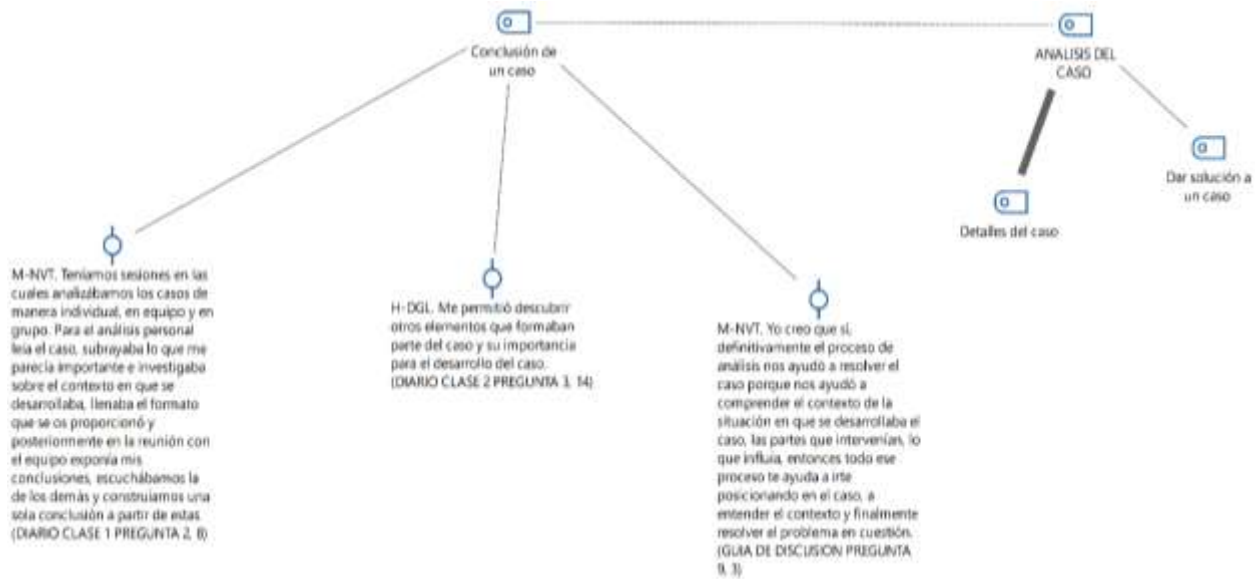 Conclusión de
un caso
ANALISIS DEL
CASO
Dar solución a
un caso
Detalles del caso
M-NVT. Teníamos sesiones en las
cuales analizábamos los casos de
manera individual, en equipo y en
grupo. Para el análisis personal
leía el caso, subrayaba lo que me
parecía importante e investigaba
sobre el contexto en que se
desarrollaba, llenaba el formato
que se os proporcionó y
posteriormente en la reunión con
el equipo exponía mis
conclusiones, escuchábamos la
de los demás y construíamos una
sola conclusión a partir de estas
(DIARIO CLASE 1 PREGUNTA 2, 8)
H-DGL. Me permitió descubrir
otros elementos que formaban
parte del caso y su importancia
para el desarrollo del caso.
(DIARIO CLASE 2 PREGUNTA 3, 14)
M-NVT. Yo creo que sí,
definitivamente el proceso de
análisis nos ayudó a resolver el
caso porque nos ayudó a
comprender el contexto de la
situación en que se desarrollaba el
caso, las partes que intervenían, lo
que influía, entonces todo ese
proceso te ayuda a irte
posicionando en el caso, a
entender el contexto y finalmente
resolver el problema en cuestión.
(GUIA DE DISCUSION PREGUNTA
9, 3)